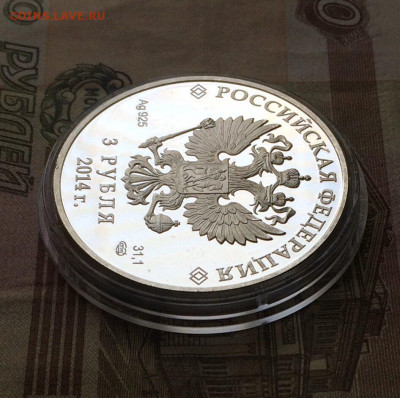 COINS.LAVE.RU
РУБЛЕЙ
РОССИЙСКАЯ ФЕДЕРАЦИЯ
Ag 925
3 РУБЛЯ
2014 г.
31,1